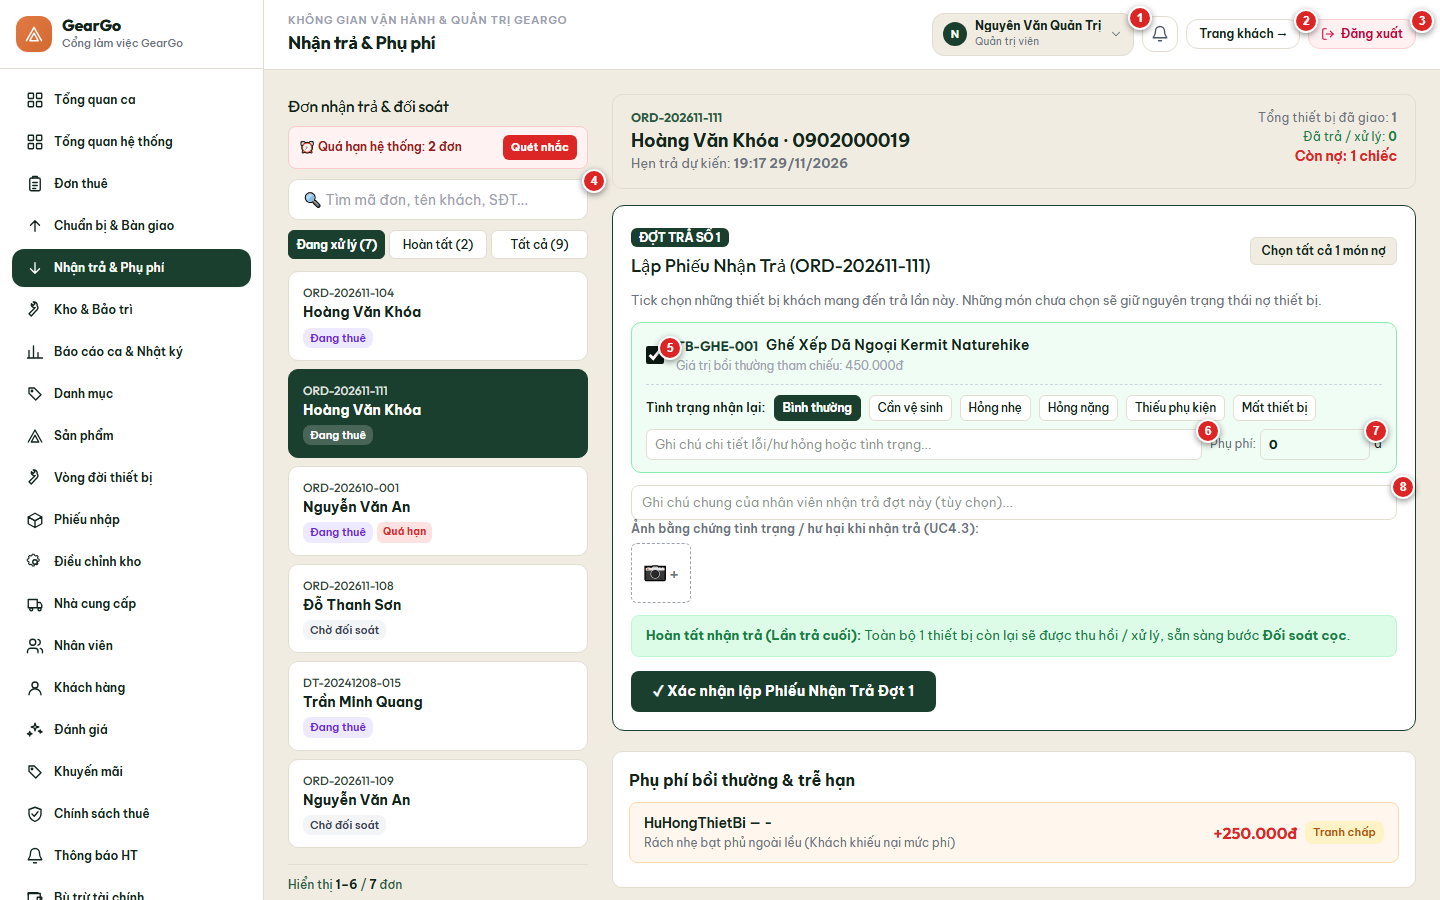 GearGo
Cổng làm việc GearGo
Tổng quan ca
Tổng quan hệ thống
Đơn thuê
Chuẩn bị & Bàn giao
Nhận trả & Phụ phí
Kho & Bảo trì
Báo cáo ca & Nhật ký
Danh mục
Sản phẩm
Vòng đời thiết bị
Phiếu nhập
Điều chỉnh kho
Nhà cung cấp
Nhân viên
Khách hàng
Đánh giá
Khuyến mãi
Chính sách thuê
Thông báo HT
Bù trừ tài chính
KHÔNG GIAN VẬN HÀNH & QUẢN TRỊ GEARGO
Nhận trả & Phụ phí
N
Nguyễn Văn Quản Trị
Quản trị viên
1
Trang khách →
2
Đăng xuất
3
Đơn nhận trả & đối soát
Quá hạn hệ thống: 2 đơn
Quét nhắc
4
Tìm mã đơn, tên khách, SĐT...
Đang xử lý (7)
Hoàn tất (2)
Tất cả (9)
ORD-202611-104
Hoàng Văn Khóa
Đang thuê
ORD-202611-111
Hoàng Văn Khóa
Đang thuê
ORD-202610-001
Nguyễn Văn An
Đang thuê
Quá hạn
ORD-202611-108
Đỗ Thanh Sơn
Chờ đối soát
DT-20241208-015
Trần Minh Quang
Đang thuê
ORD-202611-109
Nguyễn Văn An
Chờ đối soát
Hiển thị 1-6 / 7 đơn
ORD-202611-111
Hoàng Văn Khóa · 0902000019
Hẹn trả dự kiến: 19:17 29/11/2026
Tổng thiết bị đã giao: 1
Đã trả / xử lý: 0
Còn nợ: 1 chiếc
ĐỢT TRẢ SỐ 1
Lập Phiếu Nhận Trả (ORD-202611-111)
Chọn tất cả 1 món nợ
Tick chọn những thiết bị khách mang đến trả lần này. Những món chưa chọn sẽ giữ nguyên trạng thái nợ thiết bị.
5
TB-GHE-001 Ghế Xếp Dã Ngoại Kermit Naturehike
Giá trị bồi thường tham chiếu: 450.000đ
Tình trạng nhận lại:
Bình thường
Cần vệ sinh
Hỏng nhẹ
Hỏng nặng
Thiếu phụ kiện
Mất thiết bị
Ghi chú chi tiết lỗi/hư hỏng hoặc tình trạng...
6
Phụ phí:
0
7
đ
8
Ghi chú chung của nhân viên nhận trả đợt này (tùy chọn)...
Ảnh bằng chứng tình trạng / hư hại khi nhận trả (UC4.3):
+
Hoàn tất nhận trả (Lần trả cuối): Toàn bộ 1 thiết bị còn lại sẽ được thu hồi / xử lý, sẵn sàng bước Đối soát cọc.
✓ Xác nhận lập Phiếu Nhận Trả Đợt 1
Phụ phí bồi thường & trễ hạn
HuHongThietBi — -
Rách nhẹ bạt phủ ngoài lều (Khách khiếu nại mức phí)
+250.000đ
Tranh chấp